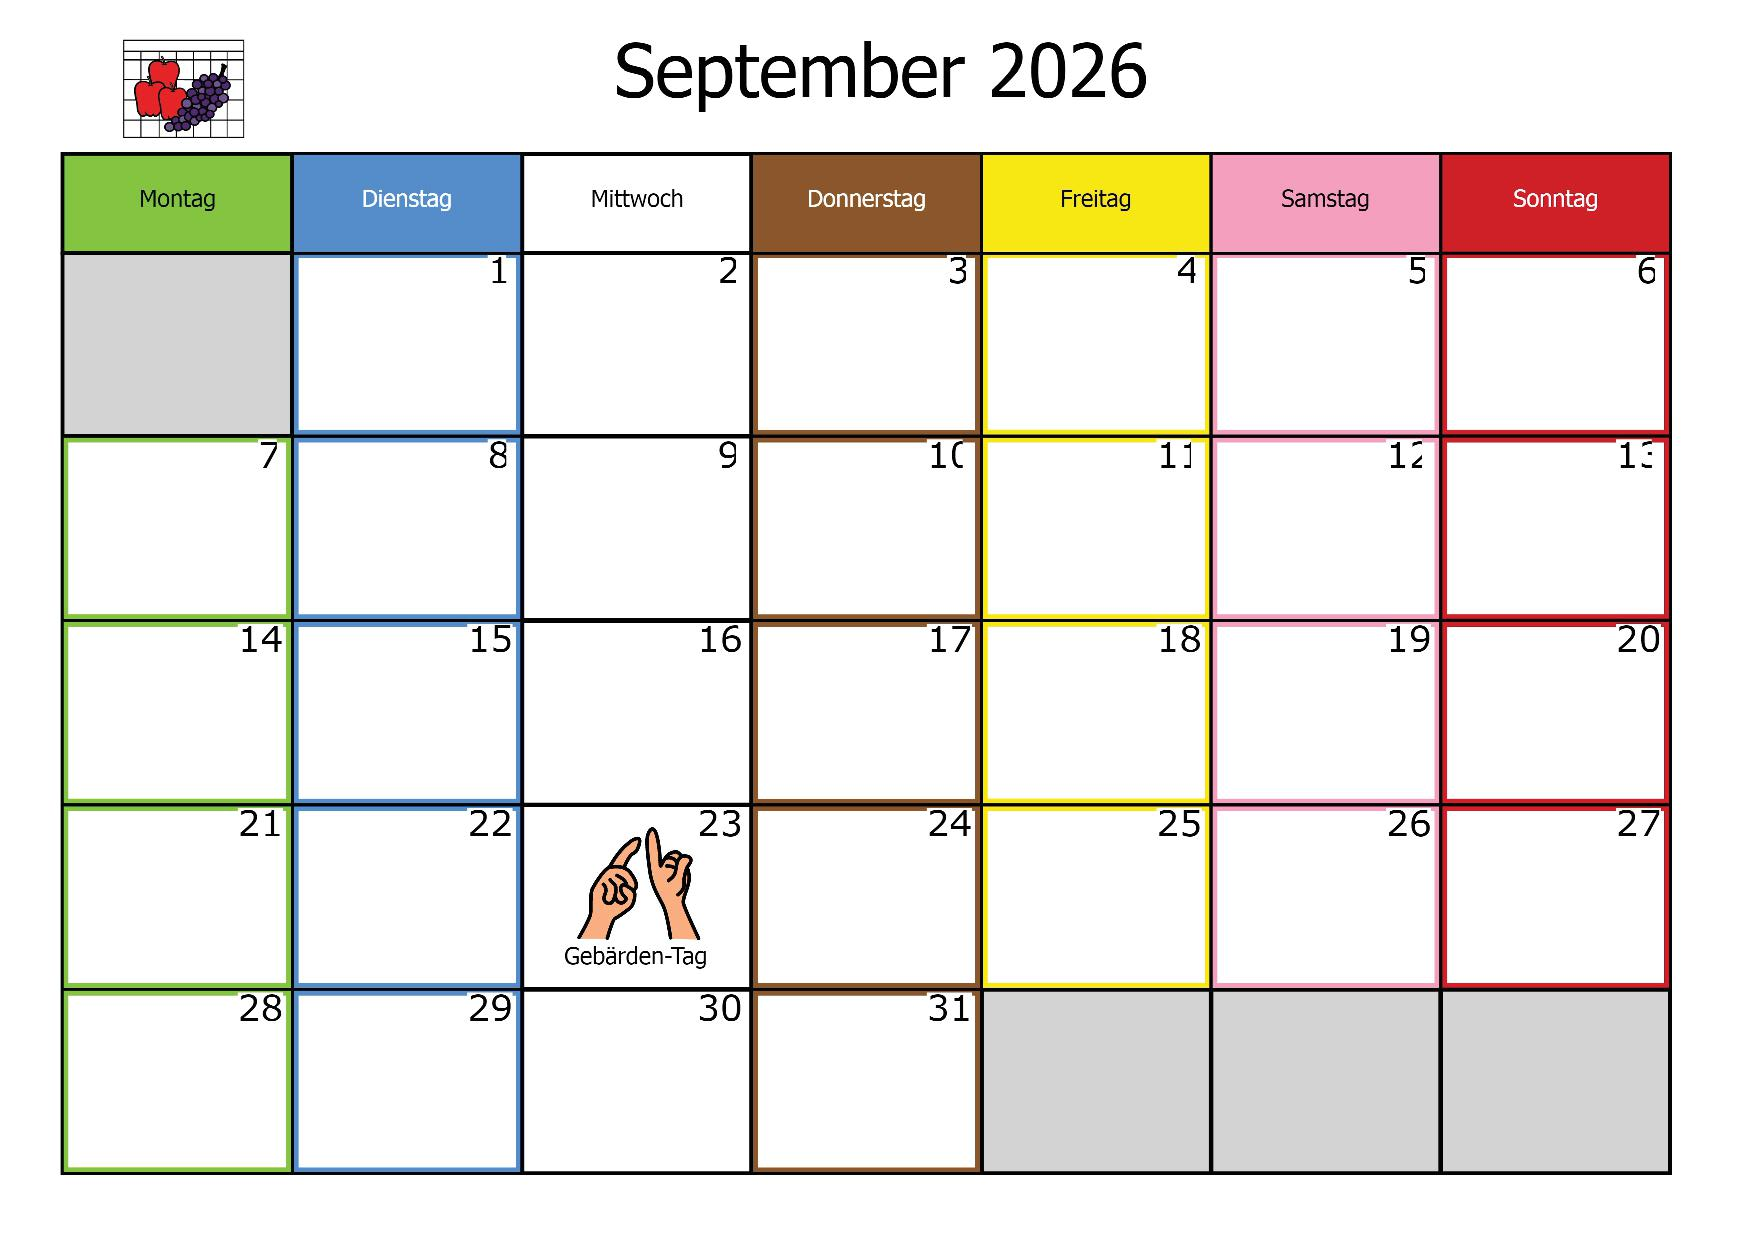 September 2026
Montag Dienstag Mittwoch Donnerstag Freitag Samstag Sonntag
1 2 3 4 5 6
7 8 9 10 11 12 13
14 15 16 17 18 19 20
21 22 23 24 25 26 27
Gebärden-Tag
28 29 30 31